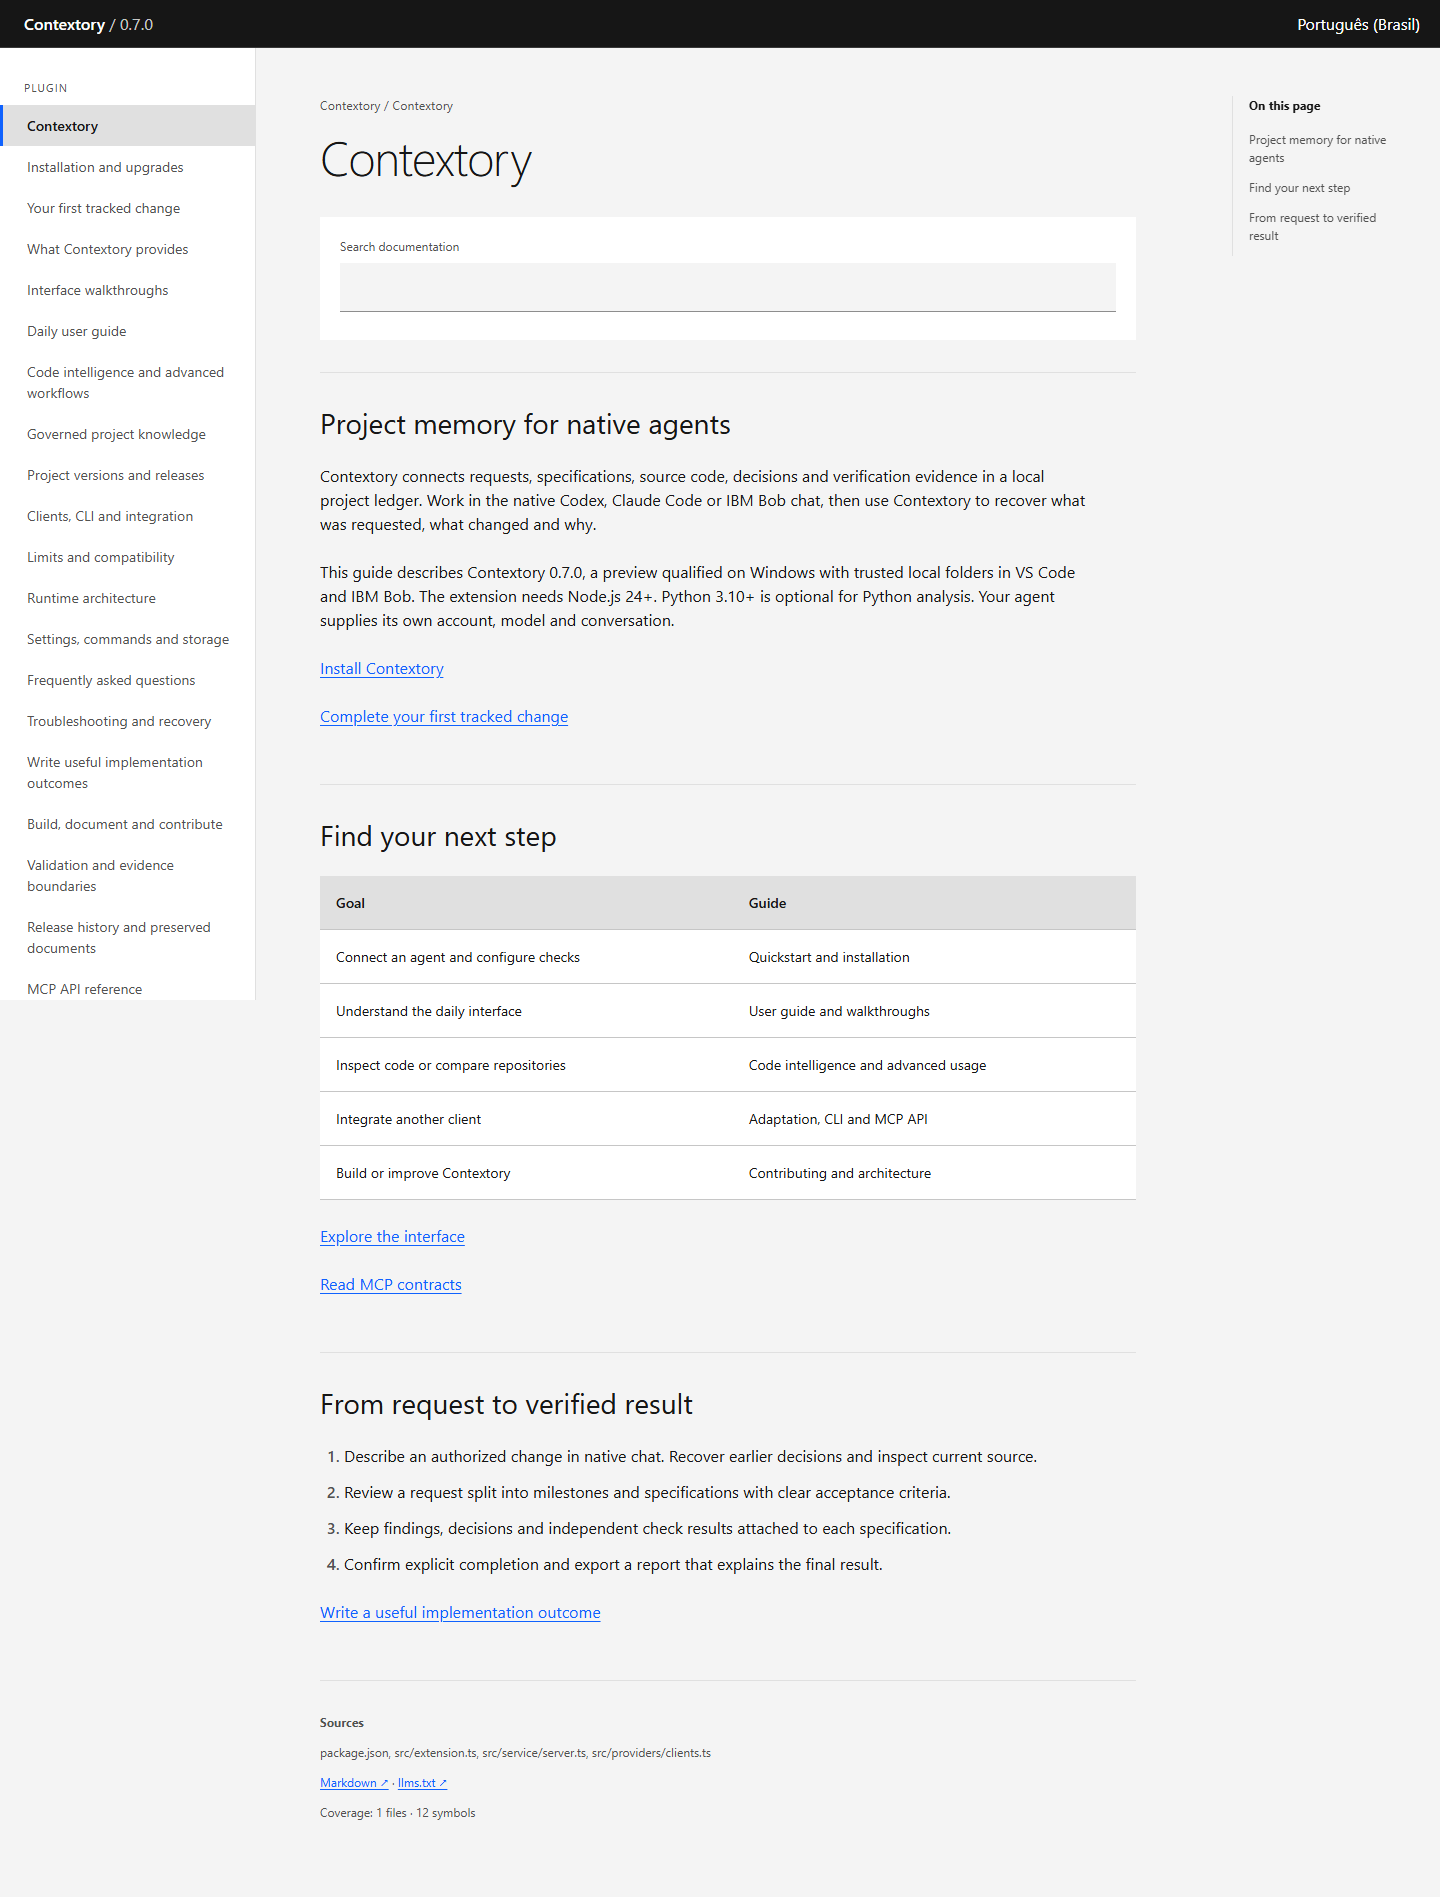 Contextory / 0.7.0
Português (Brasil)
PLUGIN
Contextory
Installation and upgrades
Your first tracked change
What Contextory provides
Interface walkthroughs
Daily user guide
Code intelligence and advanced
workflows
Governed project knowledge
Project versions and releases
Clients, CLI and integration
Limits and compatibility
Runtime architecture
Settings, commands and storage
Frequently asked questions
Troubleshooting and recovery
Write useful implementation
outcomes
Build, document and contribute
Validation and evidence
boundaries
Release history and preserved
documents
MCP API reference
Contextory / Contextory
Contextory
Search documentation
Project memory for native agents
Contextory connects requests, specifications, source code, decisions and verification evidence in a local
project ledger. Work in the native Codex, Claude Code or IBM Bob chat, then use Contextory to recover what
was requested, what changed and why.
This guide describes Contextory 0.7.0, a preview qualified on Windows with trusted local folders in VS Code
and IBM Bob. The extension needs Node.js 24+. Python 3.10+ is optional for Python analysis. Your agent
supplies its own account, model and conversation.
Install Contextory
Complete your first tracked change
Find your next step
Goal
Guide
Connect an agent and configure checks
Quickstart and installation
Understand the daily interface
User guide and walkthroughs
Inspect code or compare repositories
Code intelligence and advanced usage
Integrate another client
Adaptation, CLI and MCP API
Build or improve Contextory
Contributing and architecture
Explore the interface
Read MCP contracts
From request to verified result
1. Describe an authorized change in native chat. Recover earlier decisions and inspect current source.
2. Review a request split into milestones and specifications with clear acceptance criteria.
3. Keep findings, decisions and independent check results attached to each specification.
4. Confirm explicit completion and export a report that explains the final result.
Write a useful implementation outcome
Sources
package.json, src/extension.ts, src/service/server.ts, src/providers/clients.ts
Markdown ↗ · llms.txt ↗
Coverage: 1 files · 12 symbols
On this page
Project memory for native
agents
Find your next step
From request to verified
result